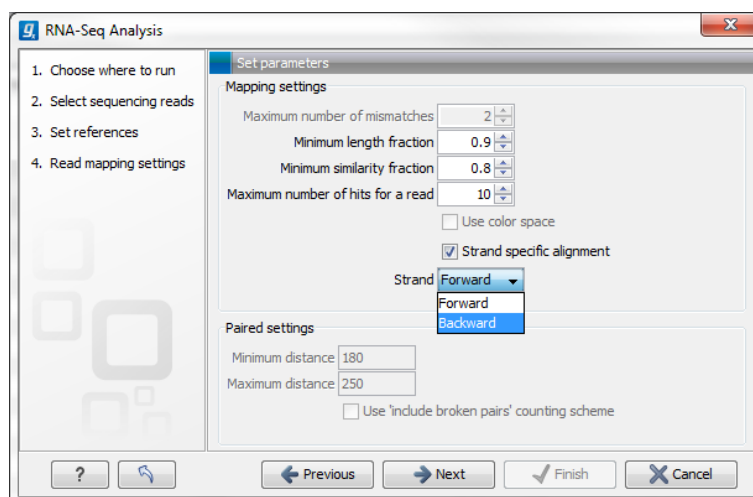 RNA-Seq Analysis
1. Choose where to run
2. Select sequencing reads
3. Set references
4. Read mapping settings
Set parameters
Mapping settings
Maximum number of mismatches 2
Minimum length fraction 0.9
Minimum similarity fraction 0.8
Maximum number of hits for a read 10
Use color space
Strand specific alignment
Strand Forward
Forward
Backward
Paired settings
Minimum distance 180
Maximum distance 250
Use 'include broken pairs' counting scheme
? Previous Next Finish Cancel